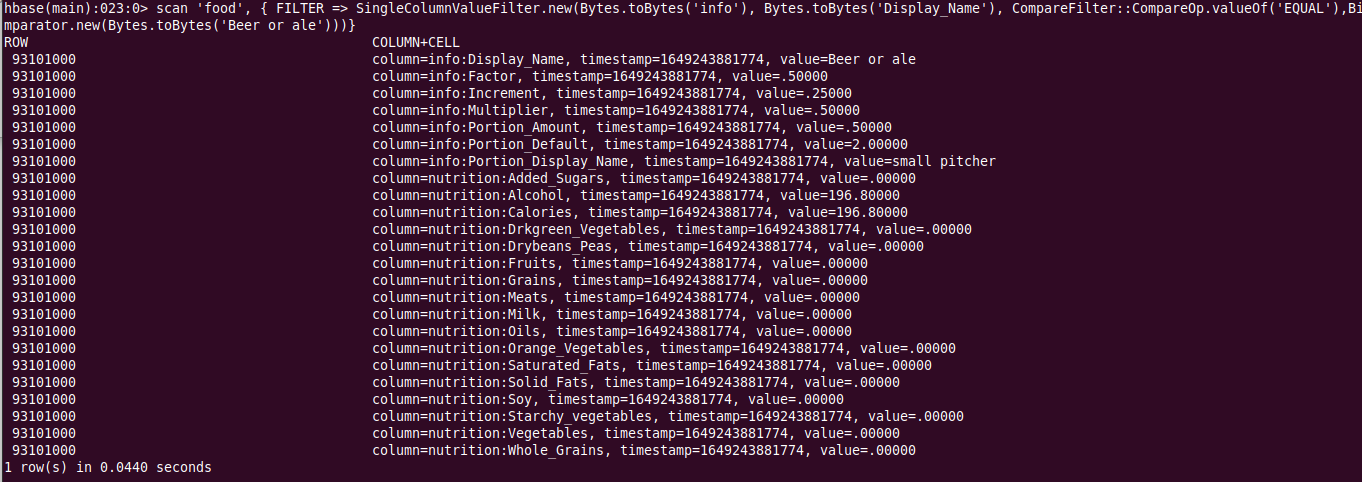 hbase(main):023:0> scan 'food', { FILTER => SingleColumnValueFilter.new(Bytes.toBytes('info'), Bytes.toBytes('Display_Name'), CompareFilter::CompareOp.valueOf('EQUAL'),Bi
mparator.new(Bytes.toBytes('Beer or ale')))}
ROW COLUMN+CELL
93101000 column=info:Display_Name, timestamp=1649243881774, value=Beer or ale
93101000 column=info:Factor, timestamp=1649243881774, value=.50000
93101000 column=info:Increment, timestamp=1649243881774, value=.25000
93101000 column=info:Multiplier, timestamp=1649243881774, value=.50000
93101000 column=info:Portion_Amount, timestamp=1649243881774, value=.50000
93101000 column=info:Portion_Default, timestamp=1649243881774, value=2.00000
93101000 column=info:Portion_Display_Name, timestamp=1649243881774, value=small pitcher
93101000 column=nutrition:Added_Sugars, timestamp=1649243881774, value=.00000
93101000 column=nutrition:Alcohol, timestamp=1649243881774, value=196.80000
93101000 column=nutrition:Calories, timestamp=1649243881774, value=196.80000
93101000 column=nutrition:Drkgreen_Vegetables, timestamp=1649243881774, value=.00000
93101000 column=nutrition:Drybeans_Peas, timestamp=1649243881774, value=.00000
93101000 column=nutrition:Fruits, timestamp=1649243881774, value=.00000
93101000 column=nutrition:Grains, timestamp=1649243881774, value=.00000
93101000 column=nutrition:Meats, timestamp=1649243881774, value=.00000
93101000 column=nutrition:Milk, timestamp=1649243881774, value=.00000
93101000 column=nutrition:Oils, timestamp=1649243881774, value=.00000
93101000 column=nutrition:Orange_Vegetables, timestamp=1649243881774, value=.00000
93101000 column=nutrition:Saturated_Fats, timestamp=1649243881774, value=.00000
93101000 column=nutrition:Solid_Fats, timestamp=1649243881774, value=.00000
93101000 column=nutrition:Soy, timestamp=1649243881774, value=.00000
93101000 column=nutrition:Starchy_vegetables, timestamp=1649243881774, value=.00000
93101000 column=nutrition:Vegetables, timestamp=1649243881774, value=.00000
93101000 column=nutrition:Whole_Grains, timestamp=1649243881774, value=.00000
1 row(s) in 0.0440 seconds